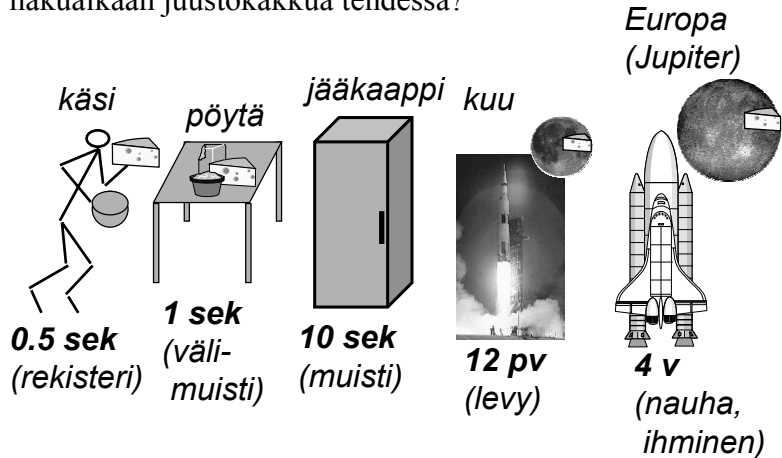 hakuaikaan juustokakkua tehdessä?
käsi
pöytä
jääkaappi
kuu
Europa
(Jupiter)
0.5 sek
(rekisteri)
1 sek
(väli-
muisti)
10 sek
(muisti)
12 pv
(levy)
4 v
(nauha,
ihminen)